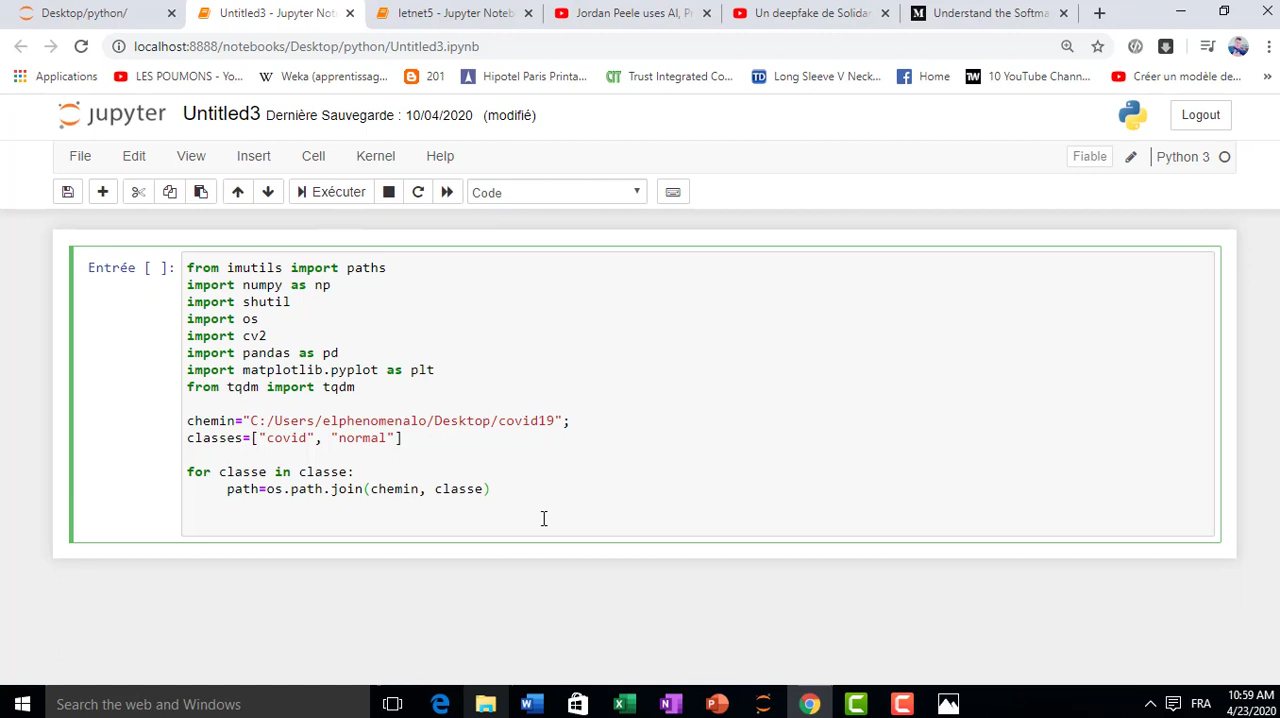 Desktop/python/
Untitled3 - Jupyter Not
letnet5 - Jupyter Noteb
Jordan Peele uses AI, Pr
Un deepfake de Solidar
Understand the Softma
localhost:8888/notebooks/Desktop/python/Untitled3.ipynb
Applications
LES POUMONS - Yo...
Weka (apprentissag...
201
Hipotel Paris Printa...
Trust Integrated Co...
Long Sleeve V Neck...
Home
10 YouTube Chann...
Créer un modèle de...
jupyter Untitled3 Dernière Sauvegarde : 10/04/2020 (modifié)
Logout
File Edit View Insert Cell Kernel Help
Fiable
Python 3
Exécuter
Code
Entrée [ ]:
from imutils import paths
import numpy as np
import shutil
import os
import cv2
import pandas as pd
import matplotlib.pyplot as plt
from tqdm import tqdm
chemin="C:/Users/elphenomenalo/Desktop/covid19";
classes=["covid", "normal"]
for classe in classe:
path=os.path.join(chemin, classe)
Search the web and Windows
FRA
10:59 AM
4/23/2020